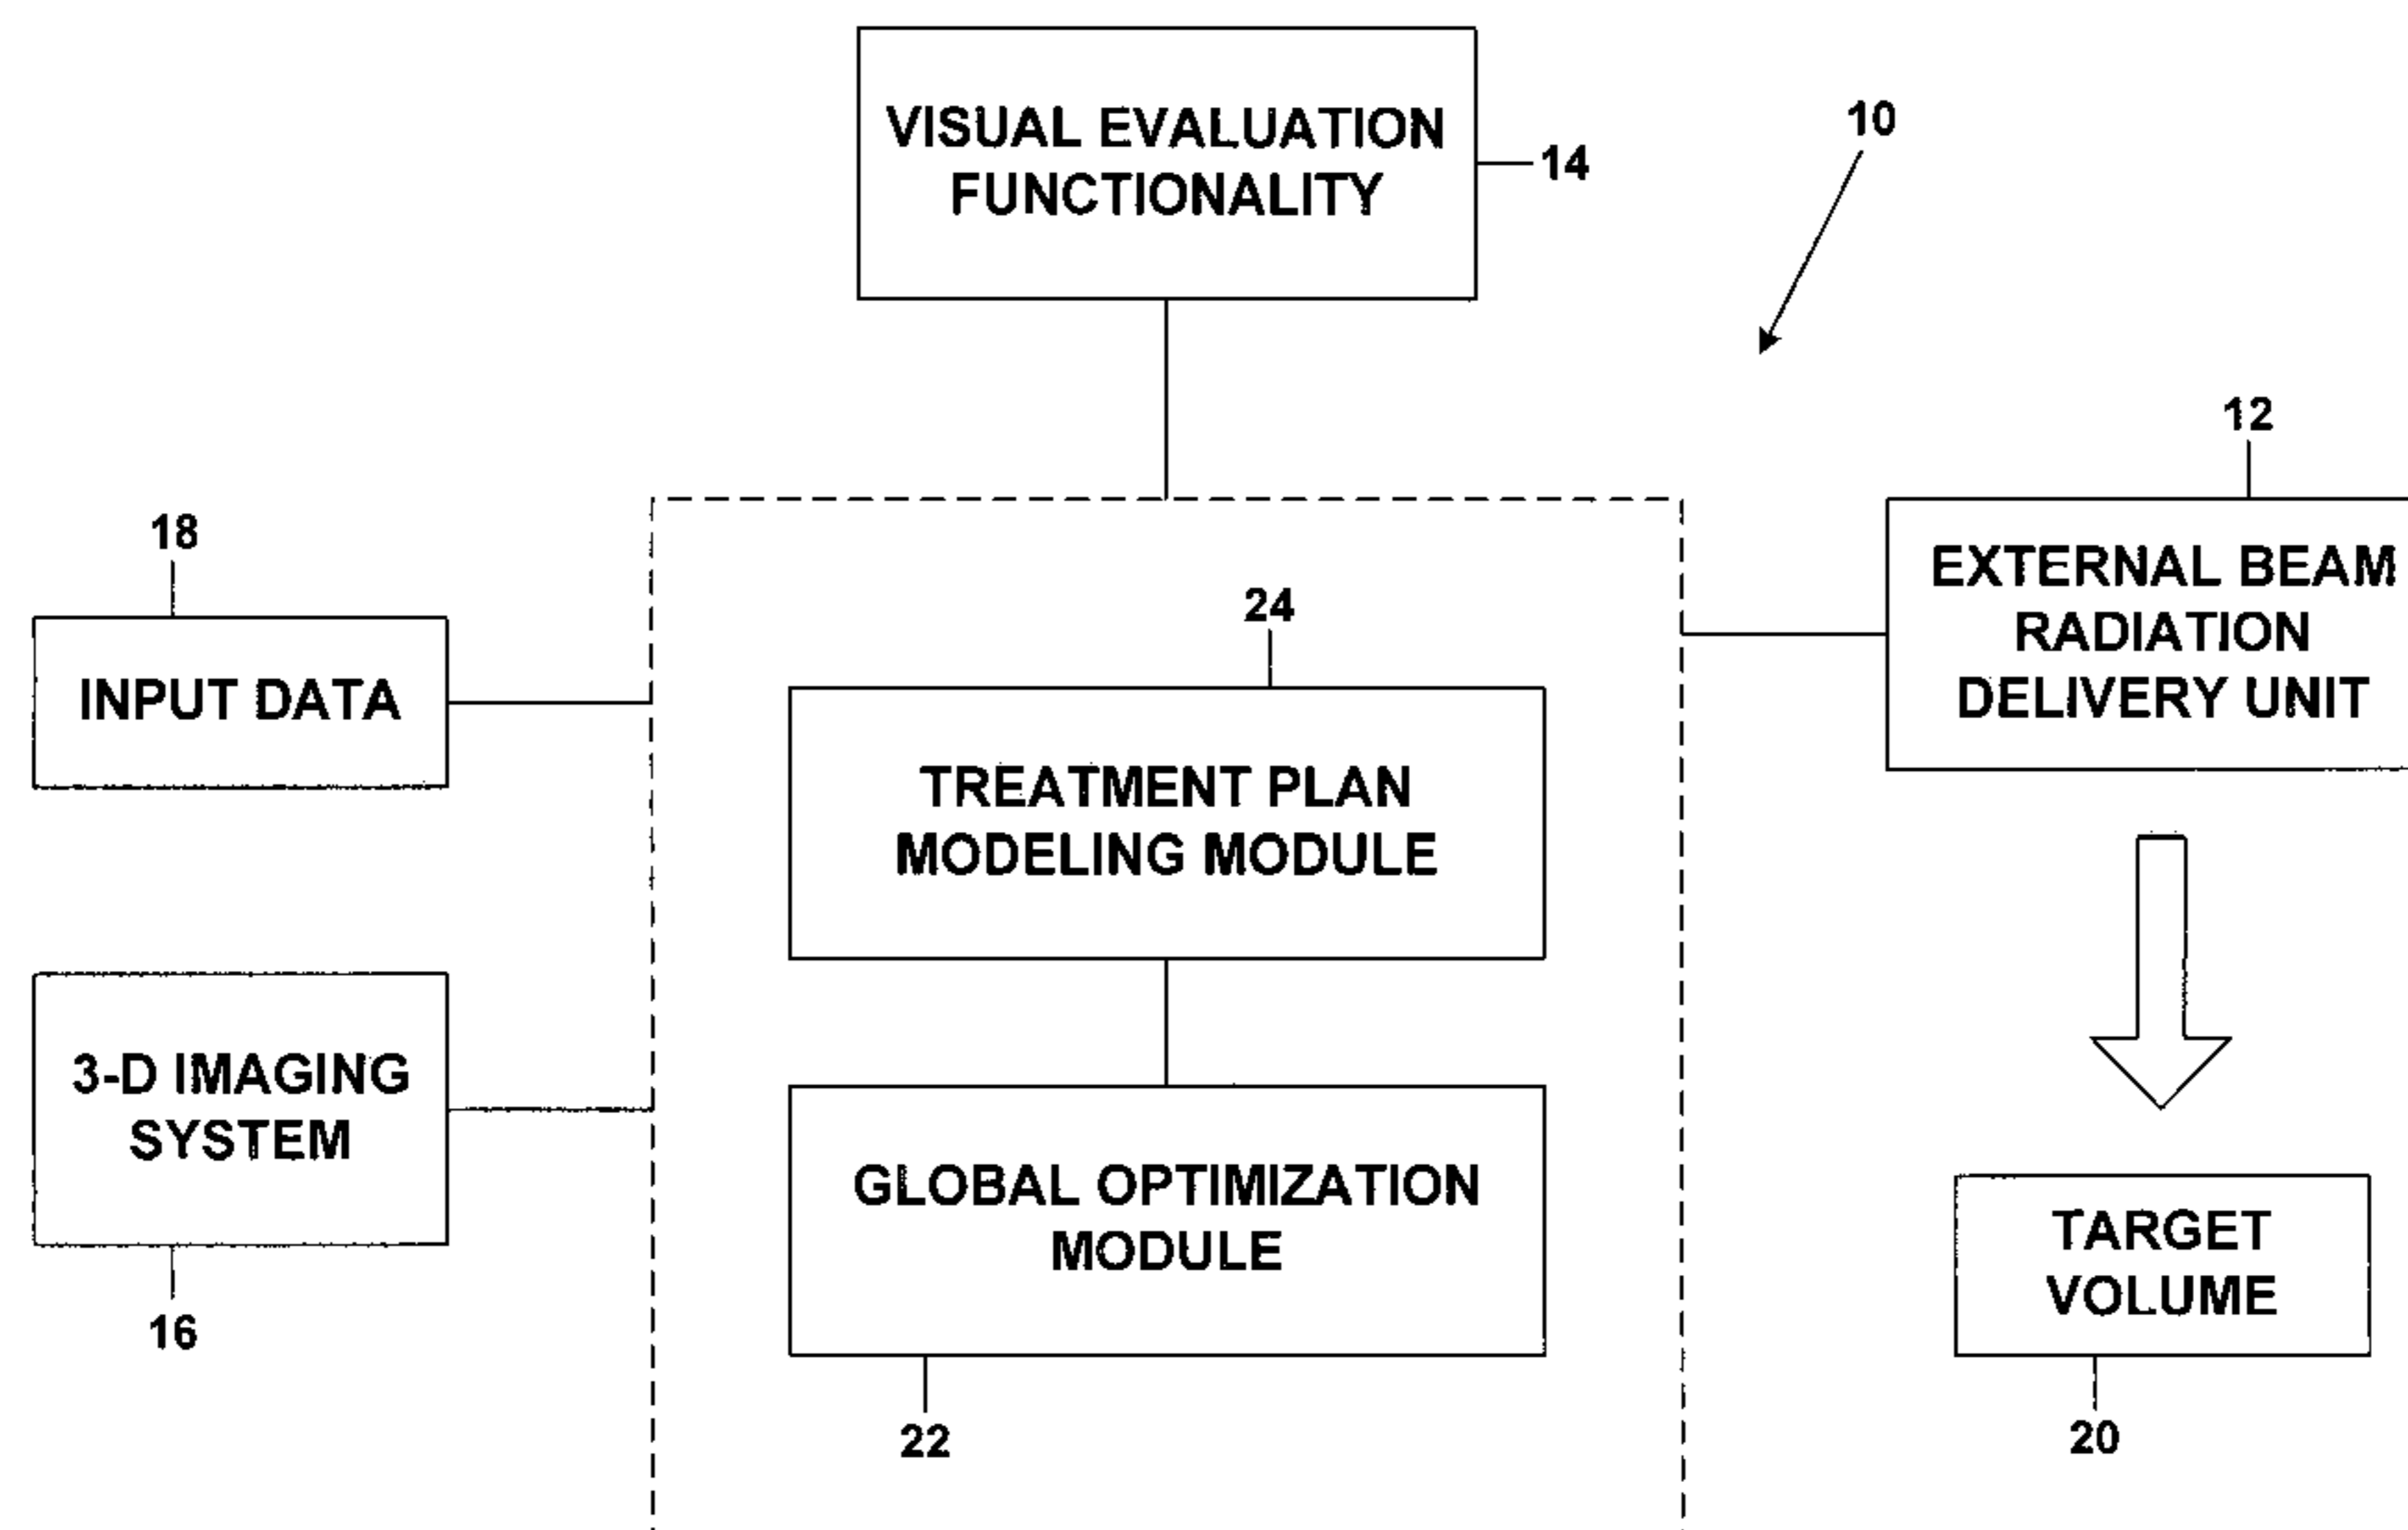 VISUAL EVALUATION
FUNCTIONALITY
14
10
12
EXTERNAL BEAM
RADIATION
DELIVERY UNIT
18
INPUT DATA
24
TREATMENT PLAN
MODELING MODULE
3-D IMAGING
SYSTEM
16
GLOBAL OPTIMIZATION
MODULE
22
TARGET
VOLUME
20